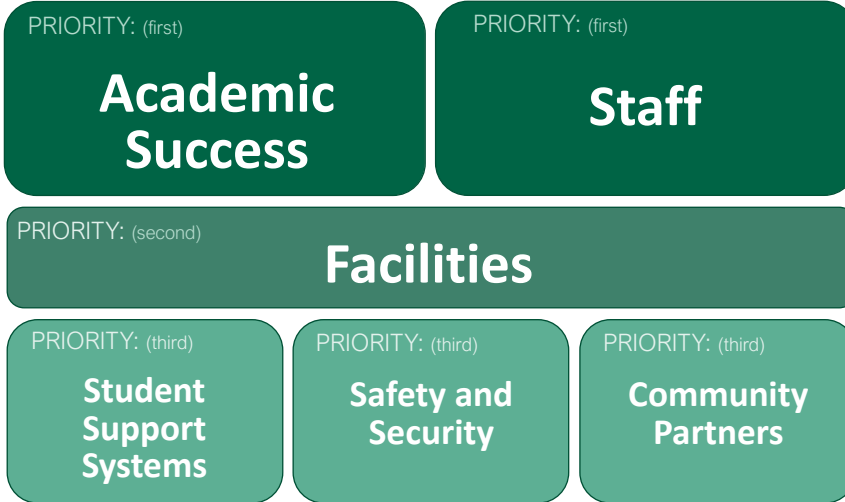 PRIORITY: (first)
Academic
Success
PRIORITY: (first)
Staff
PRIORITY: (second)
Facilities
PRIORITY: (third)
Student
Support
Systems
PRIORITY: (third)
Safety and
Security
PRIORITY: (third)
Community
Partners